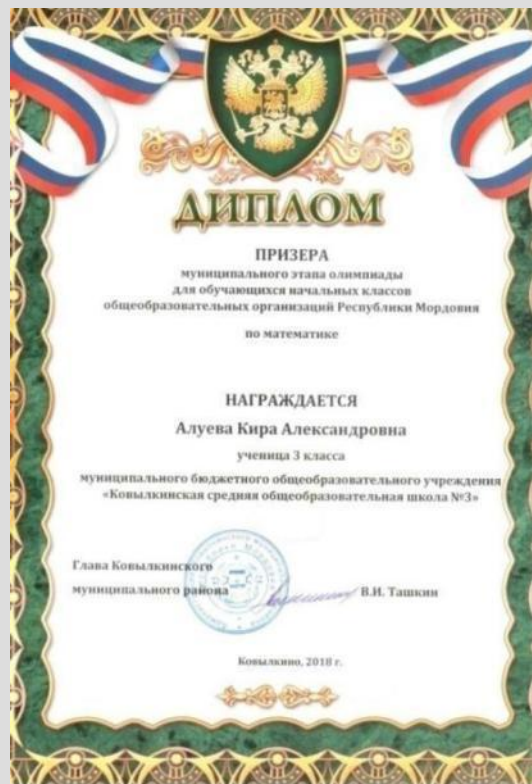 ДИПЛОМ
ПРИЗЕРА
муниципального этапа олимпиады
для обучающихся начальных классов
общеобразовательных организаций Республики Мордовия
по математике
НАГРАЖДАЕТСЯ
Алуева Кира Александровна
ученица 3 класса
муниципального бюджетного общеобразовательного учреждения
«Ковылкинская средняя общеобразовательная школа №3»
Глава Ковылкинского
муниципального района В.И. Ташкин
Ковылкино, 2018 г.